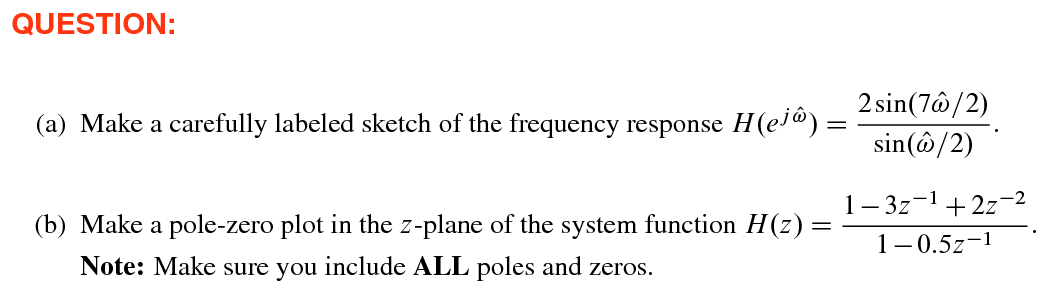 QUESTION:
(a) Make a carefully labeled sketch of the frequency response $H(e^{j\hat{\omega}}) = \frac{2\sin(7\hat{\omega}/2)}{\sin(\hat{\omega}/2)}$.
(b) Make a pole-zero plot in the $z$-plane of the system function $H(z) = \frac{1-3z^{-1}+2z^{-2}}{1-0.5z^{-1}}$.
Note: Make sure you include ALL poles and zeros.